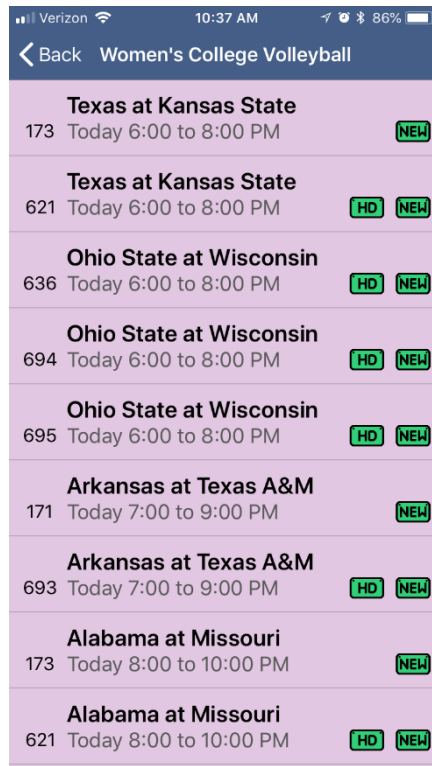 Verizon 10:37 AM 86%
Back Women's College Volleyball
Texas at Kansas State
173 Today 6:00 to 8:00 PM NEW
Texas at Kansas State
621 Today 6:00 to 8:00 PM HD NEW
Ohio State at Wisconsin
636 Today 6:00 to 8:00 PM HD NEW
Ohio State at Wisconsin
694 Today 6:00 to 8:00 PM HD NEW
Ohio State at Wisconsin
695 Today 6:00 to 8:00 PM HD NEW
Arkansas at Texas A&M
171 Today 7:00 to 9:00 PM NEW
Arkansas at Texas A&M
693 Today 7:00 to 9:00 PM HD NEW
Alabama at Missouri
173 Today 8:00 to 10:00 PM NEW
Alabama at Missouri
621 Today 8:00 to 10:00 PM HD NEW